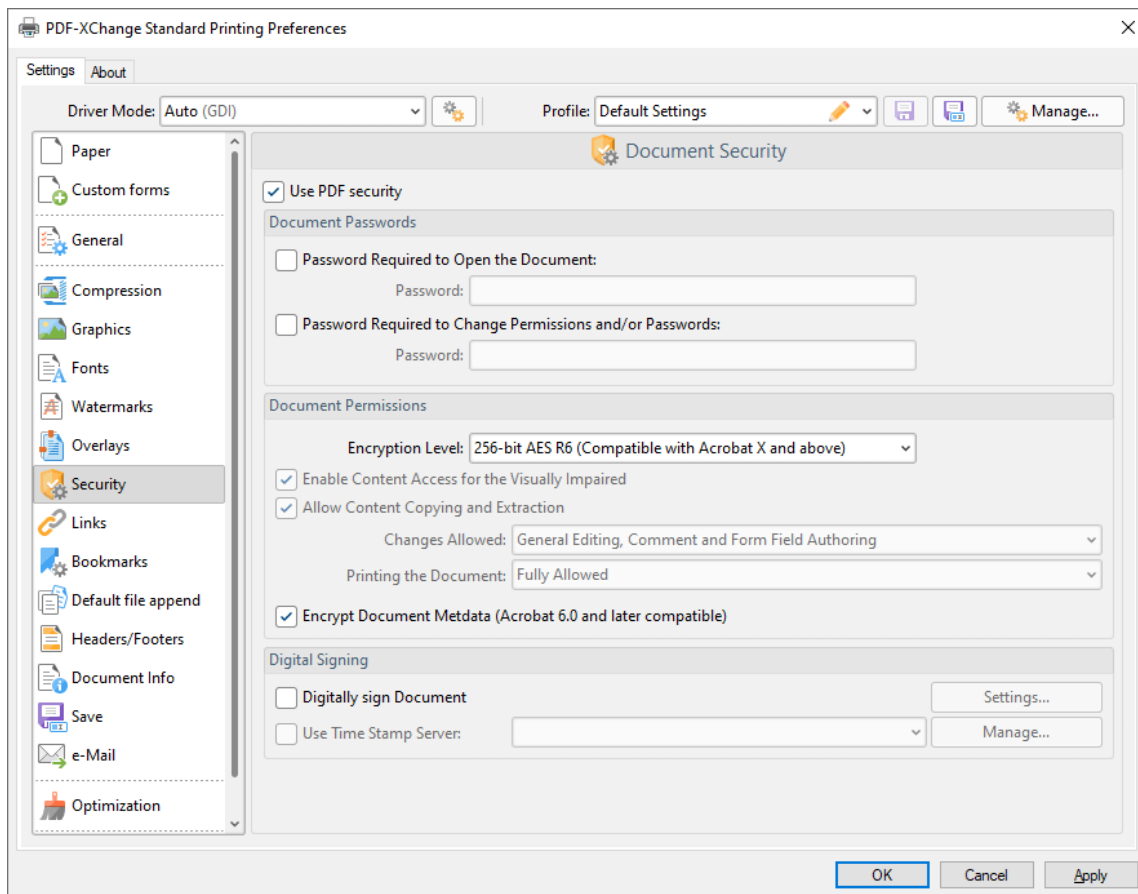 PDF-XChange Standard Printing Preferences
Settings About
Driver Mode: Auto (GDI) Profile: Default Settings Manage...
Paper
Custom forms
General
Compression
Graphics
Fonts
Watermarks
Overlays
Security
Links
Bookmarks
Default file append
Headers/Footers
Document Info
Save
e-Mail
Optimization
Document Security
Use PDF security
Document Passwords
Password Required to Open the Document:
Password:
Password Required to Change Permissions and/or Passwords:
Password:
Document Permissions
Encryption Level: 256-bit AES R6 (Compatible with Acrobat X and above)
Enable Content Access for the Visually Impaired
Allow Content Copying and Extraction
Changes Allowed: General Editing, Comment and Form Field Authoring
Printing the Document: Fully Allowed
Encrypt Document Metdata (Acrobat 6.0 and later compatible)
Digital Signing
Digitally sign Document Settings...
Use Time Stamp Server: Manage...
OK Cancel Apply